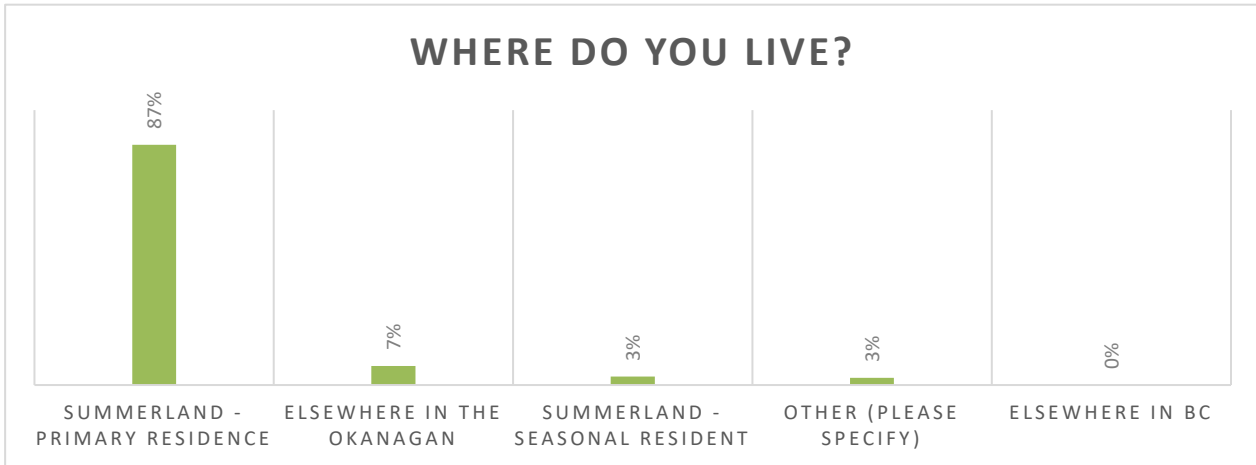 WHERE DO YOU LIVE?
87%
7%
3%
3%
0%
SUMMERLAND -
PRIMARY RESIDENCE
ELSEWHERE IN THE
OKANAGAN
SUMMERLAND -
SEASONAL RESIDENT
OTHER (PLEASE
SPECIFY)
ELSEWHERE IN BC